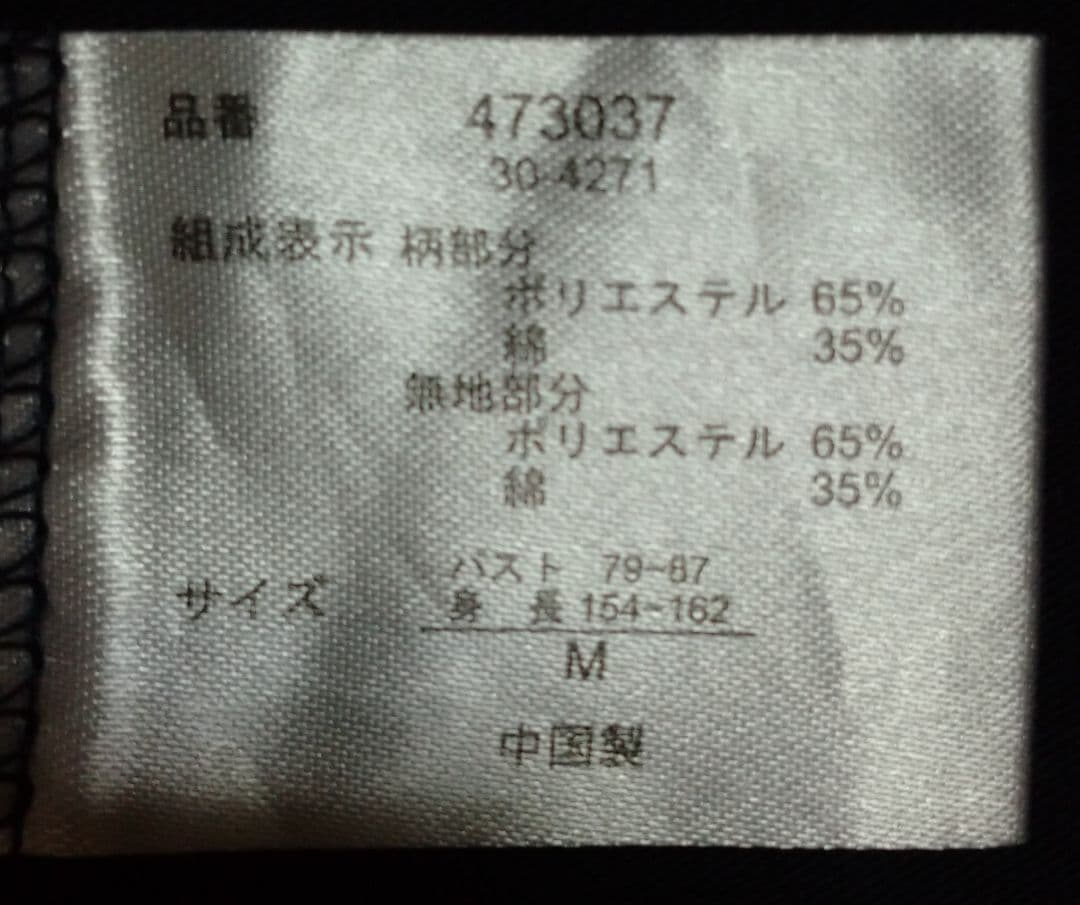 品番 473037
30-4271
組成表示 柄部分
ポリエステル 65%
綿 35%
無地部分
ポリエステル 65%
綿 35%
サイズ
バスト 79-87
身 長 154-162
M
中国製